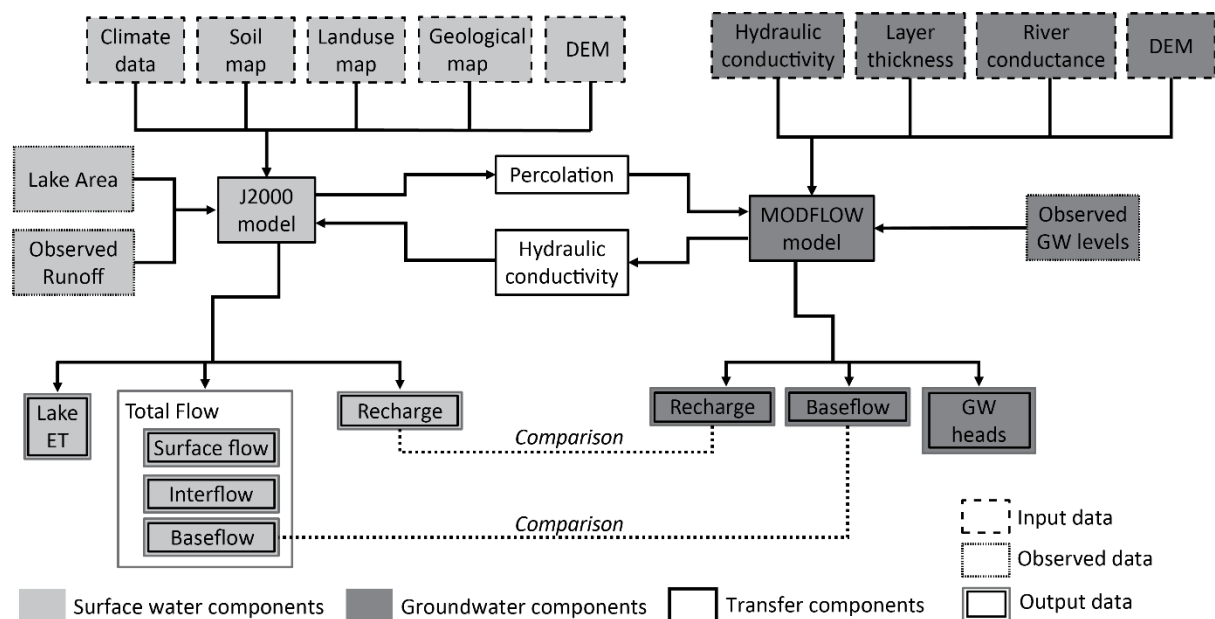 Climate
data
Soil
map
Landuse
map
Geological
map
DEM
Hydraulic
conductivity
Layer
thickness
River
conductance
DEM
Lake Area
Observed
Runoff
J2000
model
Percolation
Hydraulic
conductivity
MODFLOW
model
Observed
GW levels
Lake
ET
Total Flow
Surface flow
Interflow
Baseflow
Recharge
Comparison
Comparison
Recharge
Baseflow
GW
heads
Input data
Observed data
Output data
Surface water components
Groundwater components
Transfer components